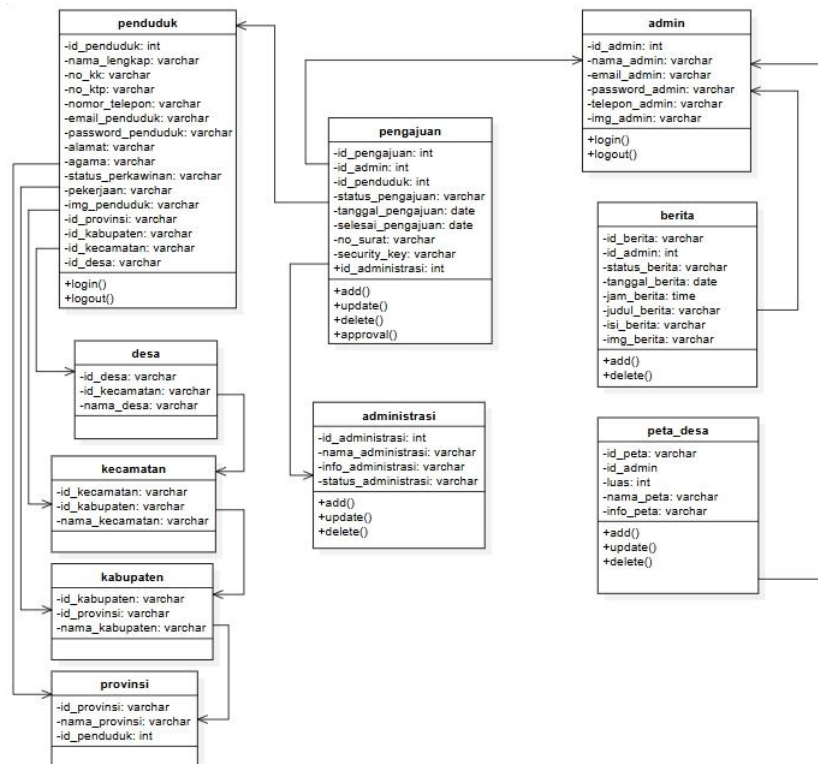 penduduk
-id_penduduk: int
-nama_lengkap: varchar
-no_kk: varchar
-no_ktp: varchar
-nomor_telepon: varchar
-email_penduduk: varchar
-password_penduduk: varchar
-alamat: varchar
-agama: varchar
-status_perkawinan: varchar
-pekerjaan: varchar
-img_penduduk: varchar
-id_provinsi: varchar
-id_kabupaten: varchar
-id_kecamatan: varchar
-id_desa: varchar
+login()
+logout()
desa
-id_desa: varchar
-id_kecamatan: varchar
-nama_desa: varchar
kecamatan
-id_kecamatan: varchar
-id_kabupaten: varchar
-nama_kecamatan: varchar
kabupaten
-id_kabupaten: varchar
-id_provinsi: varchar
-nama_kabupaten: varchar
provinsi
-id_provinsi: varchar
-nama_provinsi: varchar
-id_penduduk: int
pengajuan
-id_pengajuan: int
-id_admin: int
-id_penduduk: int
-status_pengajuan: varchar
-tanggal_pengajuan: date
-selesai_pengajuan: date
-no_surat: varchar
-security_key: varchar
+id_administrasi: int
+add()
+update()
+delete()
+approval()
administrasi
-id_administrasi: int
-nama_administrasi: varchar
-info_administrasi: varchar
-status_administrasi: varchar
+add()
+update()
+delete()
admin
-id_admin: int
-nama_admin: varchar
-email_admin: varchar
-password_admin: varchar
-telepon_admin: varchar
-img_admin: varchar
+login()
+logout()
berita
-id_berita: varchar
-id_admin: int
-status_berita: varchar
-tanggal_berita: date
-jam_berita: time
-judul_berita: varchar
-isi_berita: varchar
-img_berita: varchar
+add()
+delete()
peta_desa
-id_peta: varchar
-id_admin
-luas: int
-nama_peta: varchar
-info_peta: varchar
+add()
+update()
+delete()